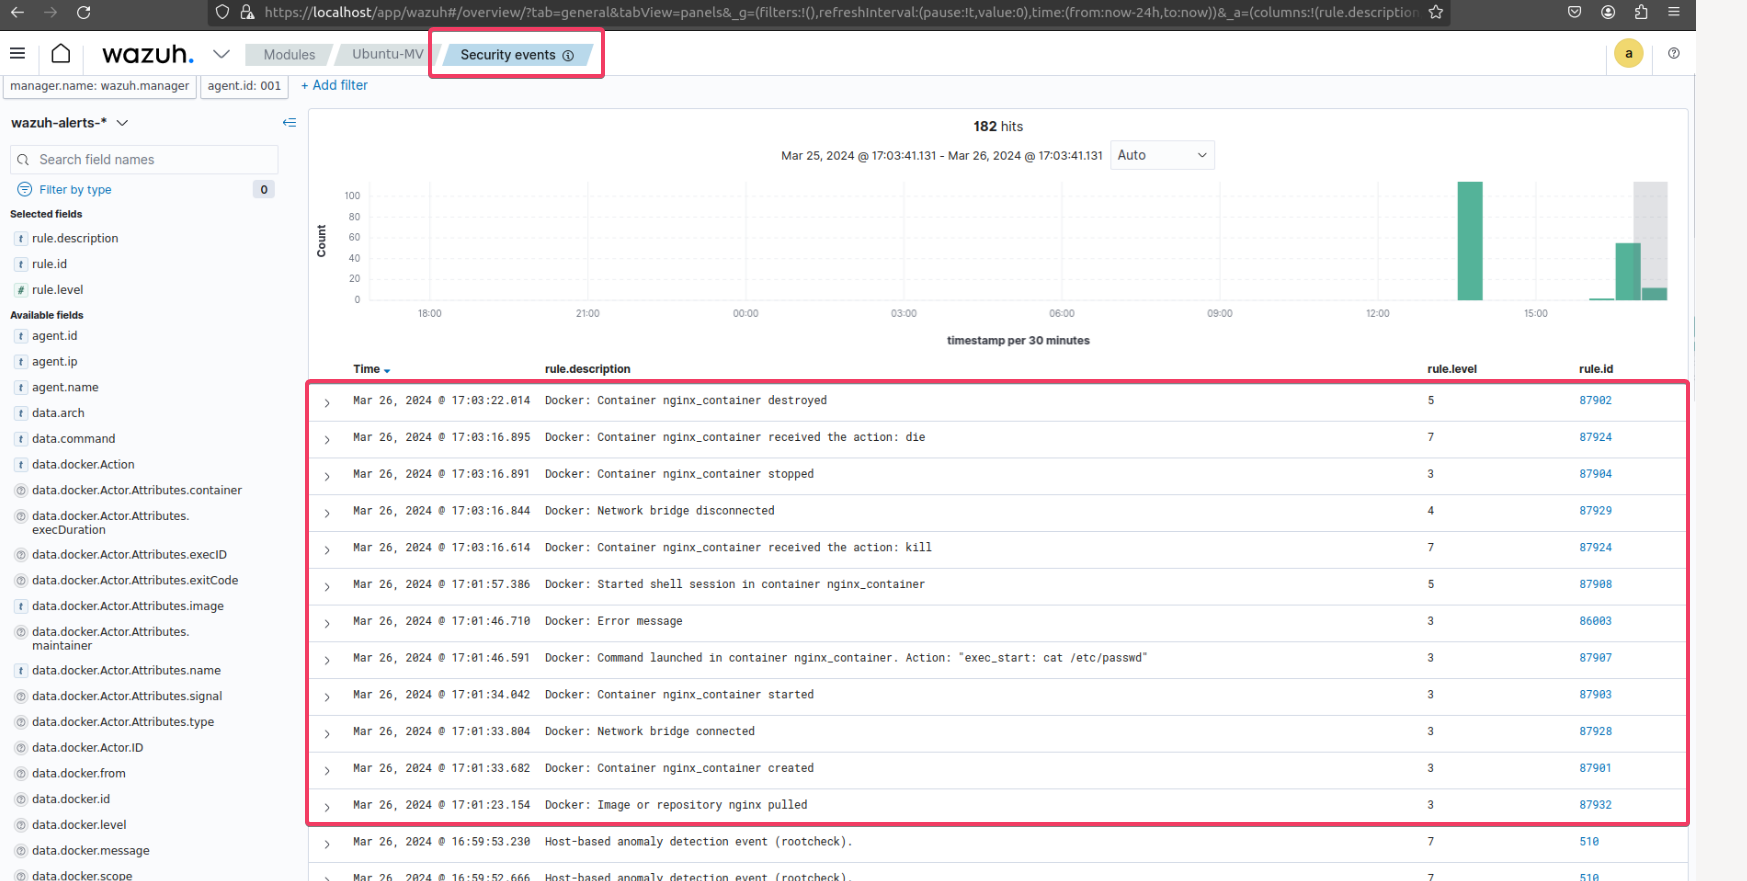 https://localhost/app/wazuh#/overview/?tab=general&tabView=panels&_g=(filters:!(),refreshInterval:(pause:!t,value:0),time:(from:now-24h,to:now))&_a=(columns:!(rule.description
wazuh. Modules Ubuntu-MV Security events a
manager.name: wazuh.manager agent.id: 001 + Add filter
wazuh-alerts-*
Search field names
Filter by type 0
Selected fields
t rule.description
t rule.id
# rule.level
Available fields
t agent.id
t agent.ip
t agent.name
t data.arch
t data.command
t data.docker.Action
data.docker.Actor.Attributes.container
data.docker.Actor.Attributes.
execDuration
data.docker.Actor.Attributes.execID
data.docker.Actor.Attributes.exitCode
t data.docker.Actor.Attributes.image
data.docker.Actor.Attributes.
maintainer
t data.docker.Actor.Attributes.name
data.docker.Actor.Attributes.signal
data.docker.Actor.Attributes.type
data.docker.Actor.ID
data.docker.from
data.docker.id
data.docker.level
data.docker.message
data.docker.scope
182 hits
Mar 25, 2024 @ 17:03:41.131 - Mar 26, 2024 @ 17:03:41.131 Auto
Count
100
80
60
40
20
0
18:00 21:00 00:00 03:00 06:00 09:00 12:00 15:00
timestamp per 30 minutes
Time rule.description rule.level rule.id
Mar 26, 2024 @ 17:03:22.014 Docker: Container nginx_container destroyed 5 87902
Mar 26, 2024 @ 17:03:16.895 Docker: Container nginx_container received the action: die 7 87924
Mar 26, 2024 @ 17:03:16.891 Docker: Container nginx_container stopped 3 87904
Mar 26, 2024 @ 17:03:16.844 Docker: Network bridge disconnected 4 87929
Mar 26, 2024 @ 17:03:16.614 Docker: Container nginx_container received the action: kill 7 87924
Mar 26, 2024 @ 17:01:57.386 Docker: Started shell session in container nginx_container 5 87908
Mar 26, 2024 @ 17:01:46.710 Docker: Error message 3 86003
Mar 26, 2024 @ 17:01:46.591 Docker: Command launched in container nginx_container. Action: "exec_start: cat /etc/passwd" 3 87907
Mar 26, 2024 @ 17:01:34.042 Docker: Container nginx_container started 3 87903
Mar 26, 2024 @ 17:01:33.804 Docker: Network bridge connected 3 87928
Mar 26, 2024 @ 17:01:33.682 Docker: Container nginx_container created 3 87901
Mar 26, 2024 @ 17:01:23.154 Docker: Image or repository nginx pulled 3 87932
Mar 26, 2024 @ 16:59:53.230 Host-based anomaly detection event (rootcheck). 7 510
Mar 26, 2024 @ 16:59:52.666 Host-based anomaly detection event (rootcheck). 7 510